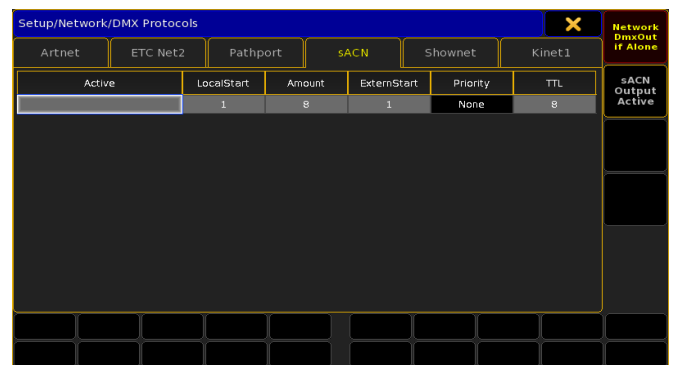 Setup/Network/DMX Protocols
Network
DmxOut
if Alone
Artnet ETC Net2 Pathport sACN Shownet Kinet1
Active LocalStart Amount ExternStart Priority TTL
1 8 1 None 8
sACN
Output
Active